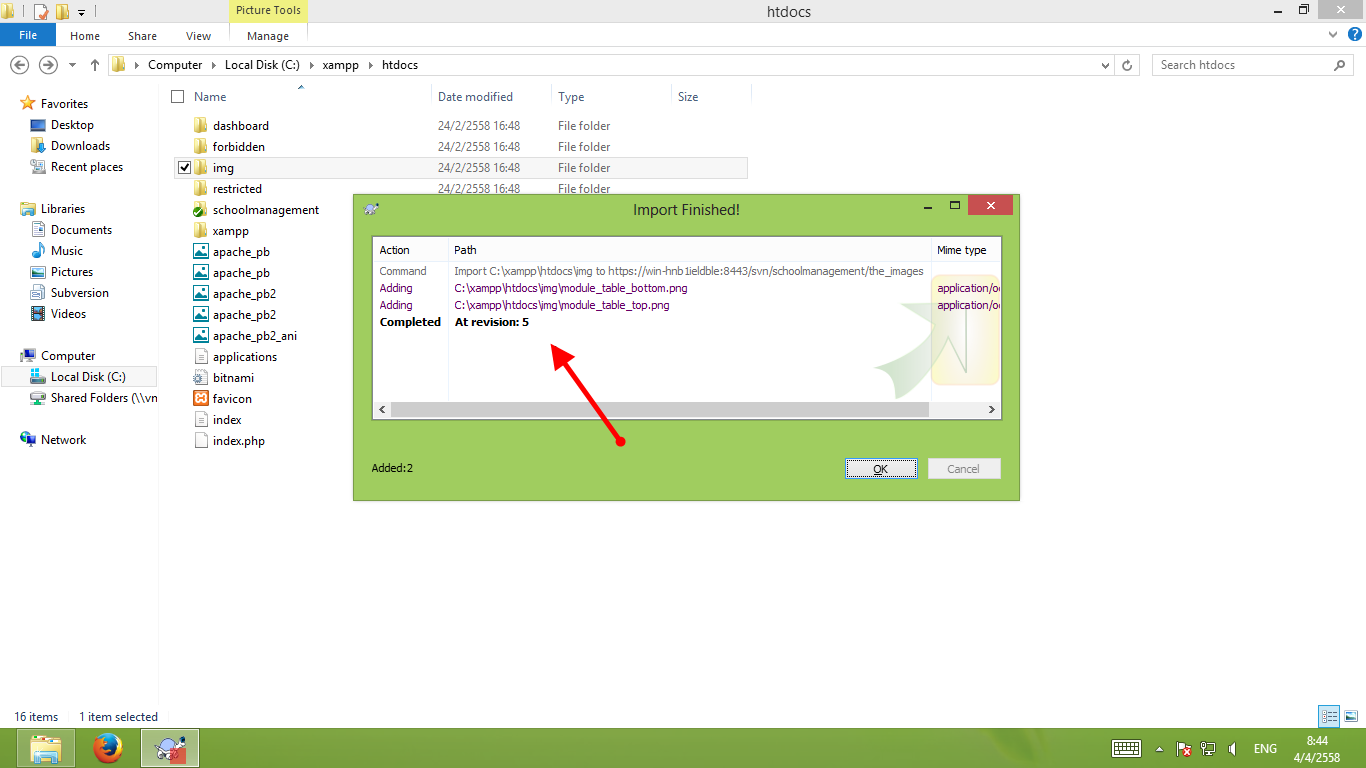 Picture Tools
htdocs
File Home Share View Manage
Computer Local Disk (C:) xampp htdocs
Search htdocs
Name Date modified Type Size
Favorites
Desktop
Downloads
Recent places
Libraries
Documents
Music
Pictures
Subversion
Videos
Computer
Local Disk (C:)
Shared Folders (\\vn
Network
dashboard 24/2/2558 16:48 File folder
forbidden 24/2/2558 16:48 File folder
img 24/2/2558 16:48 File folder
restricted 24/2/2558 16:48 File folder
schoolmanagement
xampp
apache_pb
apache_pb
apache_pb2
apache_pb2
apache_pb2_ani
applications
bitnami
favicon
index
index.php
Import Finished!
Action Path Mime type
Command Import C:\xampp\htdocs\img to https://win-hnb1ieldble:8443/svn/schoolmanagement/the_images
Adding C:\xampp\htdocs\img\module_table_bottom.png application/oc
Adding C:\xampp\htdocs\img\module_table_top.png application/oc
Completed At revision: 5
Added:2
OK Cancel
16 items 1 item selected
ENG
8:44
4/4/2558